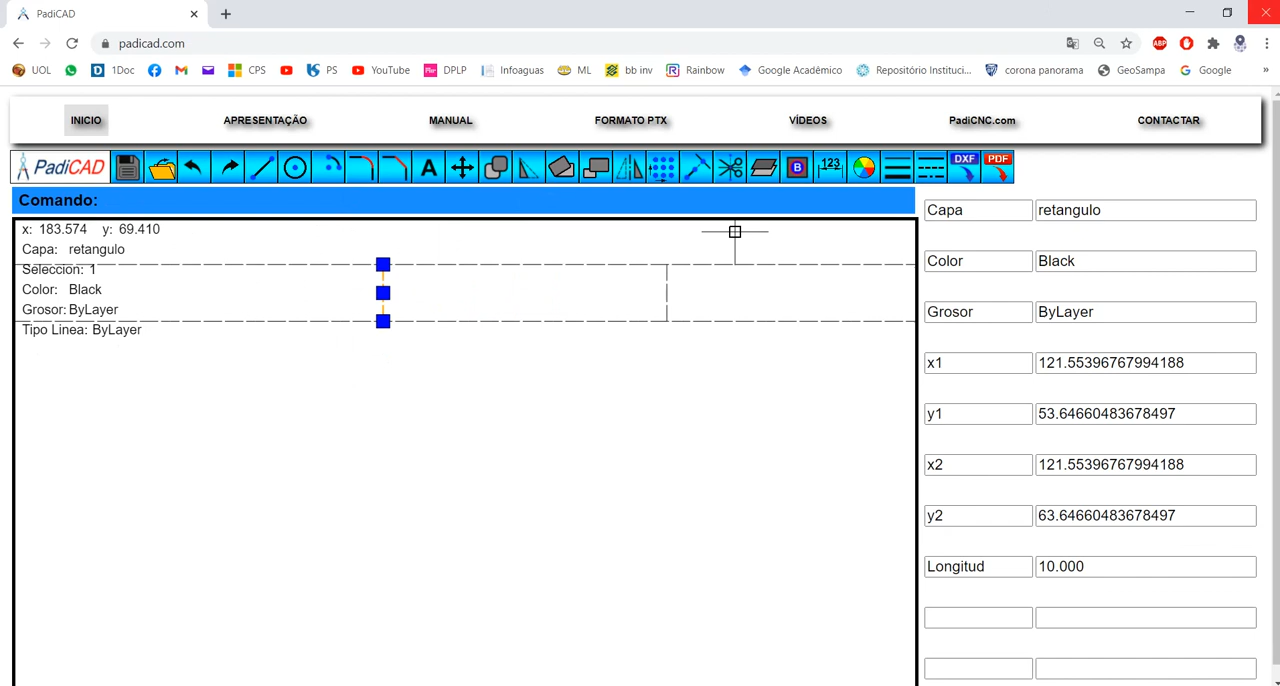 PadiCAD
padicad.com
UOL 1Doc CPS PS YouTube DPLP Infoaguas ML bb inv Rainbow Google Acadêmico Repositório Instituci... corona panorama GeoSampa Google »
INICIO APRESENTAÇÃO MANUAL FORMATO PTX VÍDEOS PadiCNC.com CONTACTAR
PadiCAD A B 123 DXF PDF
Comando:
x: 183.574 y: 69.410
Capa: retangulo
Seleccion: 1
Color: Black
Grosor: ByLayer
Tipo Linea: ByLayer
Capa retangulo
Color Black
Grosor ByLayer
x1 121.55396767994188
y1 53.64660483678497
x2 121.55396767994188
y2 63.64660483678497
Longitud 10.000